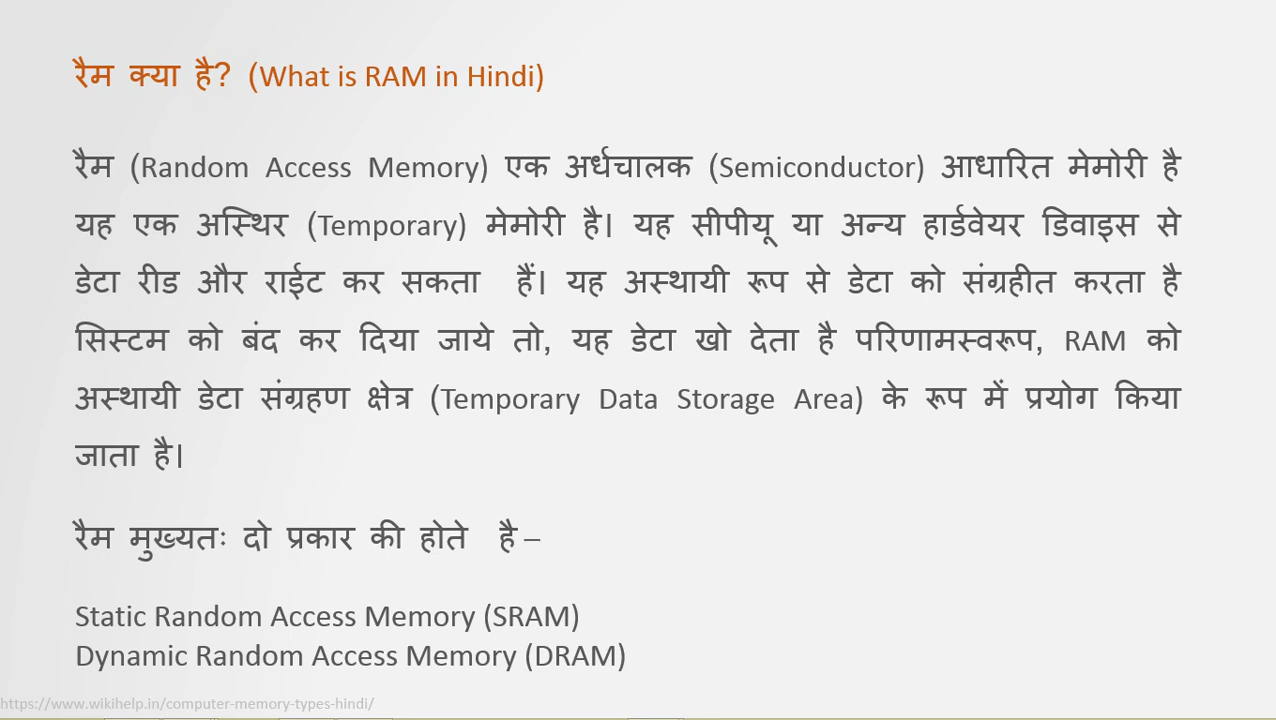 रैम क्या है? (What is RAM in Hindi)
रैम (Random Access Memory) एक अर्धचालक (Semiconductor) आधारित मेमोरी है
यह एक अस्थिर (Temporary) मेमोरी है। यह सीपीयू या अन्य हार्डवेयर डिवाइस से
डेटा रीड और राईट कर सकता हैं। यह अस्थायी रूप से डेटा को संग्रहीत करता है
सिस्टम को बंद कर दिया जाये तो, यह डेटा खो देता है परिणामस्वरूप, RAM को
अस्थायी डेटा संग्रहण क्षेत्र (Temporary Data Storage Area) के रूप में प्रयोग किया
जाता है।
रैम मुख्यतः दो प्रकार की होते है –
Static Random Access Memory (SRAM)
Dynamic Random Access Memory (DRAM)
https://www.wikihelp.in/computer-memory-types-hindi/